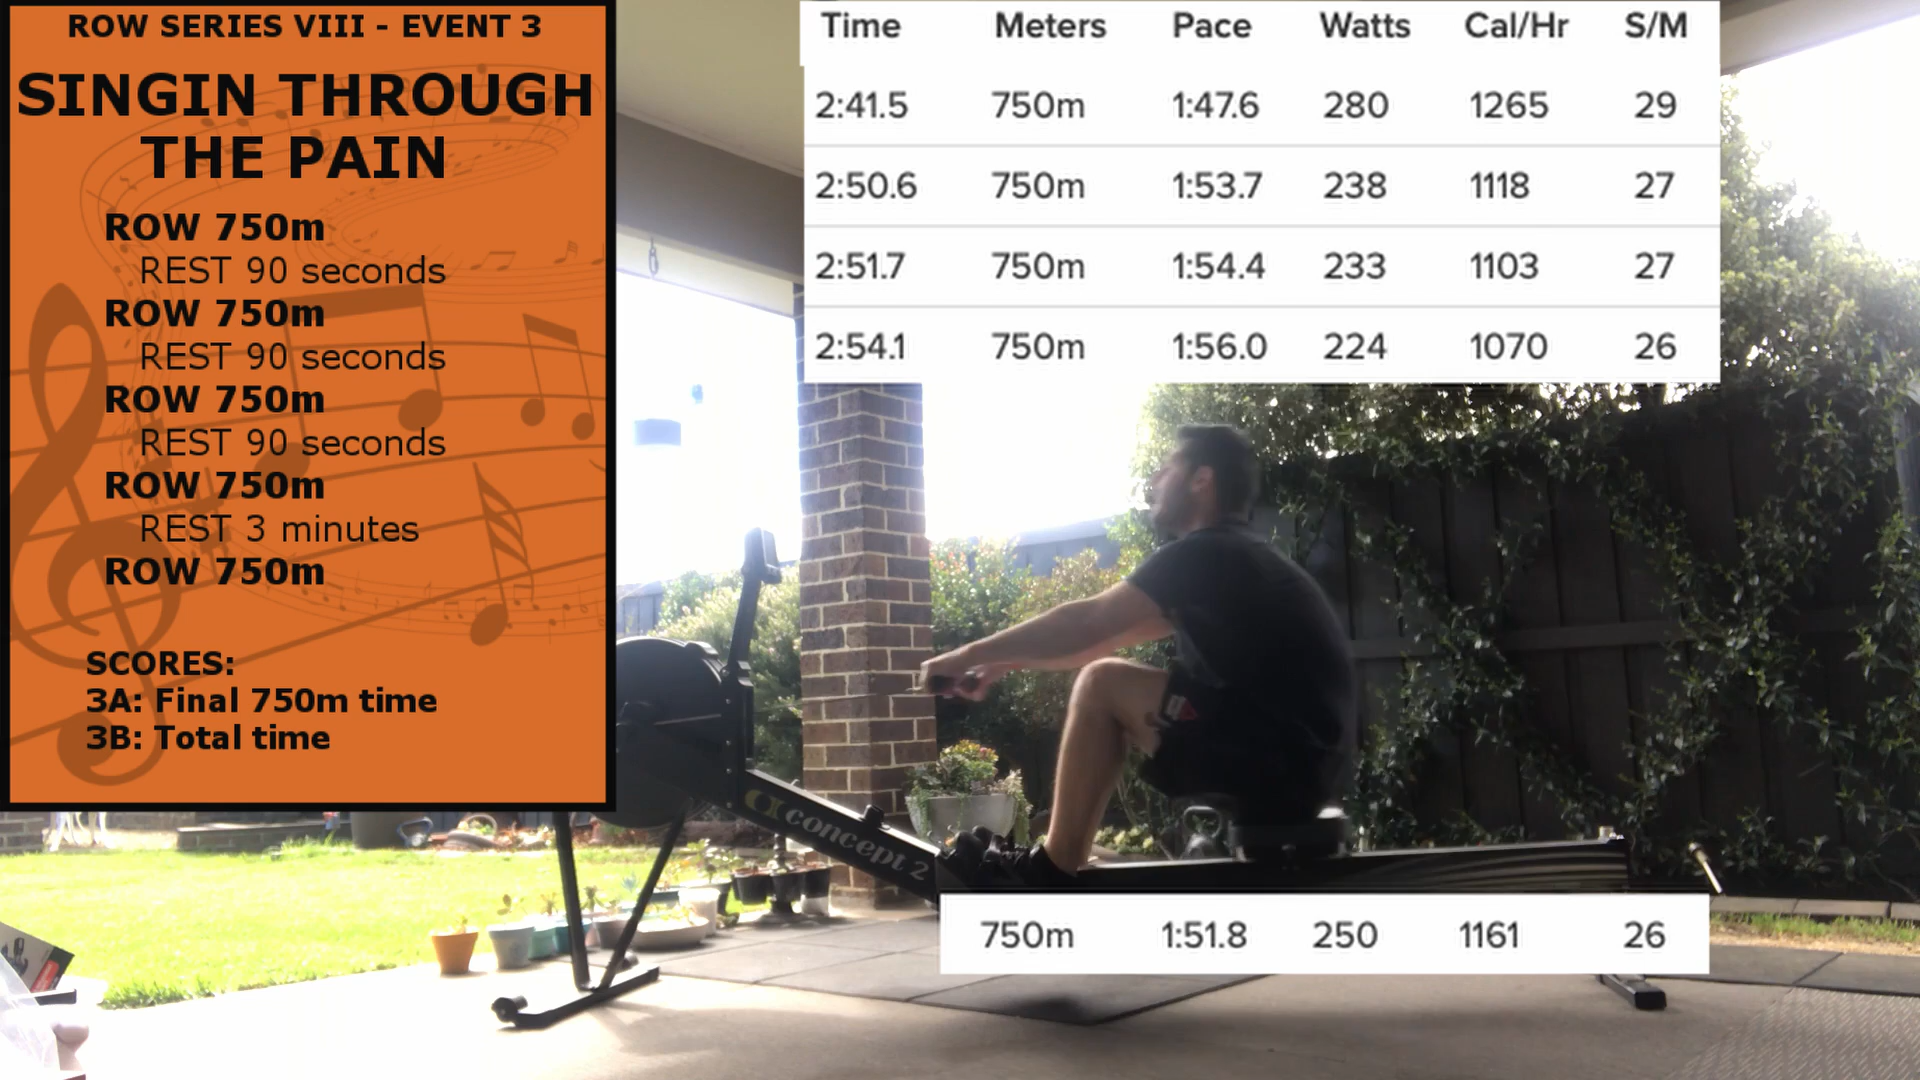 ROW SERIES VIII - EVENT 3
SINGIN THROUGH
THE PAIN
ROW 750m
REST 90 seconds
ROW 750m
REST 90 seconds
ROW 750m
REST 90 seconds
ROW 750m
REST 3 minutes
ROW 750m
SCORES:
3A: Final 750m time
3B: Total time
Time Meters Pace Watts Cal/Hr S/M
2:41.5 750m 1:47.6 280 1265 29
2:50.6 750m 1:53.7 238 1118 27
2:51.7 750m 1:54.4 233 1103 27
2:54.1 750m 1:56.0 224 1070 26
concept 2
750m 1:51.8 250 1161 26